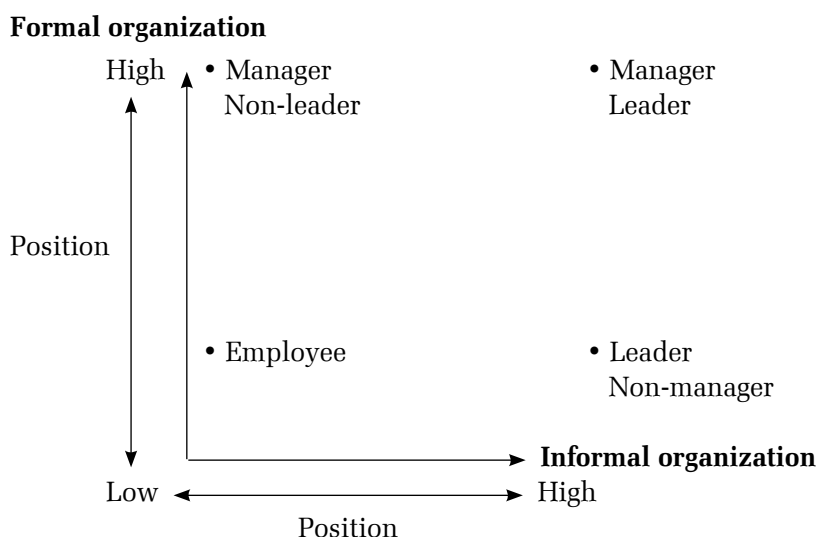 Formal organization
High
• Manager
Non-leader
• Manager
Leader
Position
• Employee
• Leader
Non-manager
Informal organization
Low
High
Position